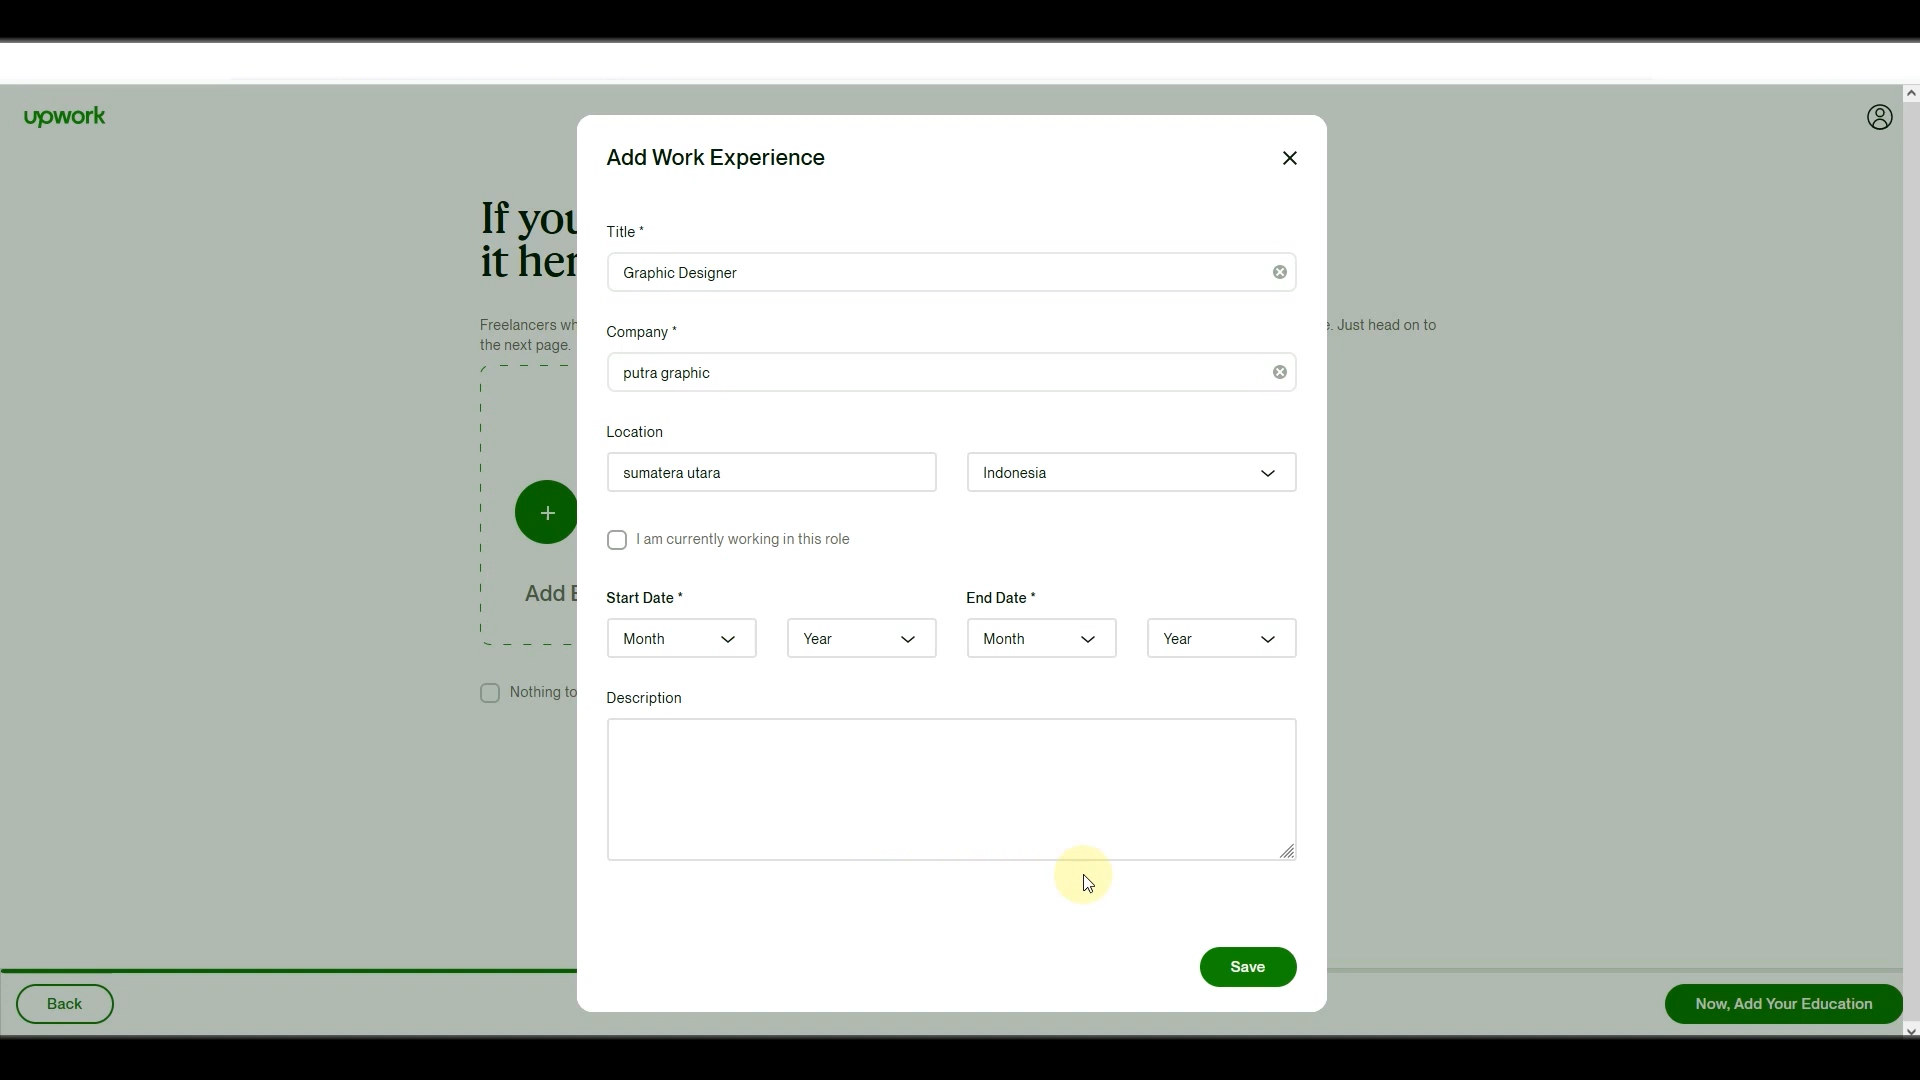 upwork
Add Work Experience
If you
it her
Title *
Graphic Designer
Freelancers wh
the next page.
e. Just head on to
Company *
putra graphic
Location
sumatera utara
Indonesia
I am currently working in this role
Add E
Start Date *
End Date *
Month
Year
Month
Year
Nothing to
Description
Save
Back
Now, Add Your Education